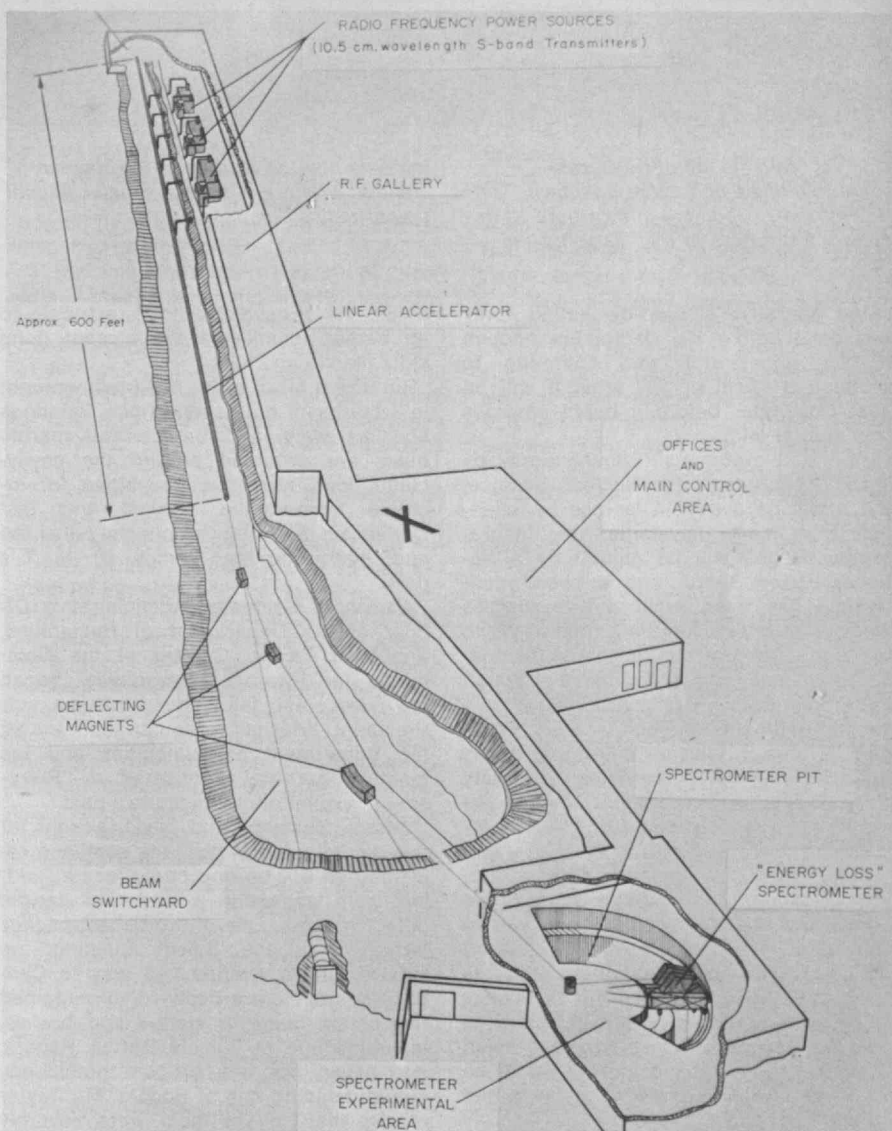 RADIO FREQUENCY POWER SOURCES
(10.5 cm. wavelength S-band Transmitters)
R.F. GALLERY
Approx. 600 Feet
LINEAR ACCELERATOR
OFFICES
AND
MAIN CONTROL
AREA
DEFLECTING
MAGNETS
SPECTROMETER PIT
"ENERGY LOSS"
SPECTROMETER
BEAM
SWITCHYARD
SPECTROMETER
EXPERIMENTAL
AREA